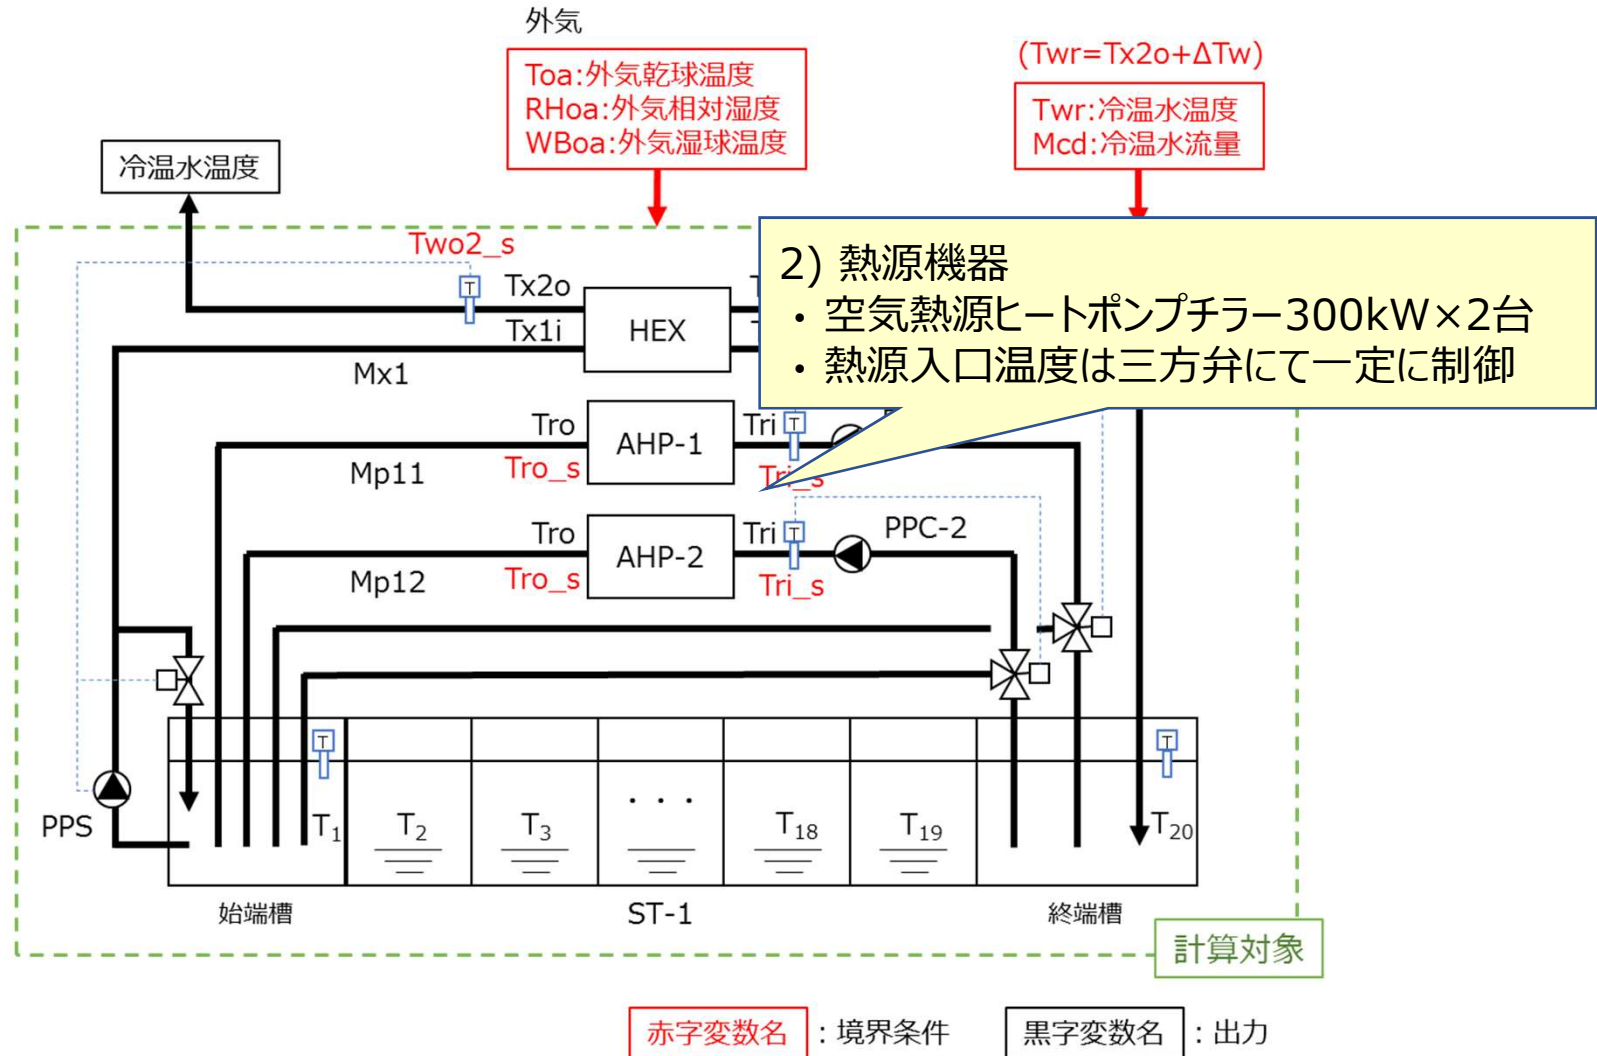 外気
Toa:外気乾球温度
RHoa:外気相対湿度
WBoa:外気湿球温度
(Twr=Tx2o+ΔTw)
Twr:冷温水温度
Mcd:冷温水流量
冷温水温度
Two2_s
T
Tx2o
Tx1i
HEX
Mx1
2) 熱源機器
・空気熱源ヒートポンプチラー300kW×2台
・熱源入口温度は三方弁にて一定に制御
Tro
AHP-1
Tri
T
Mp11
Tro_s
Tri_s
Tro
AHP-2
Tri
T
PPC-2
Mp12
Tro_s
Tri_s
T
T
PPS
T1
T2
T3
・・・
T18
T19
T20
始端槽
ST-1
終端槽
計算対象
赤字変数名
:境界条件
黒字変数名
:出力